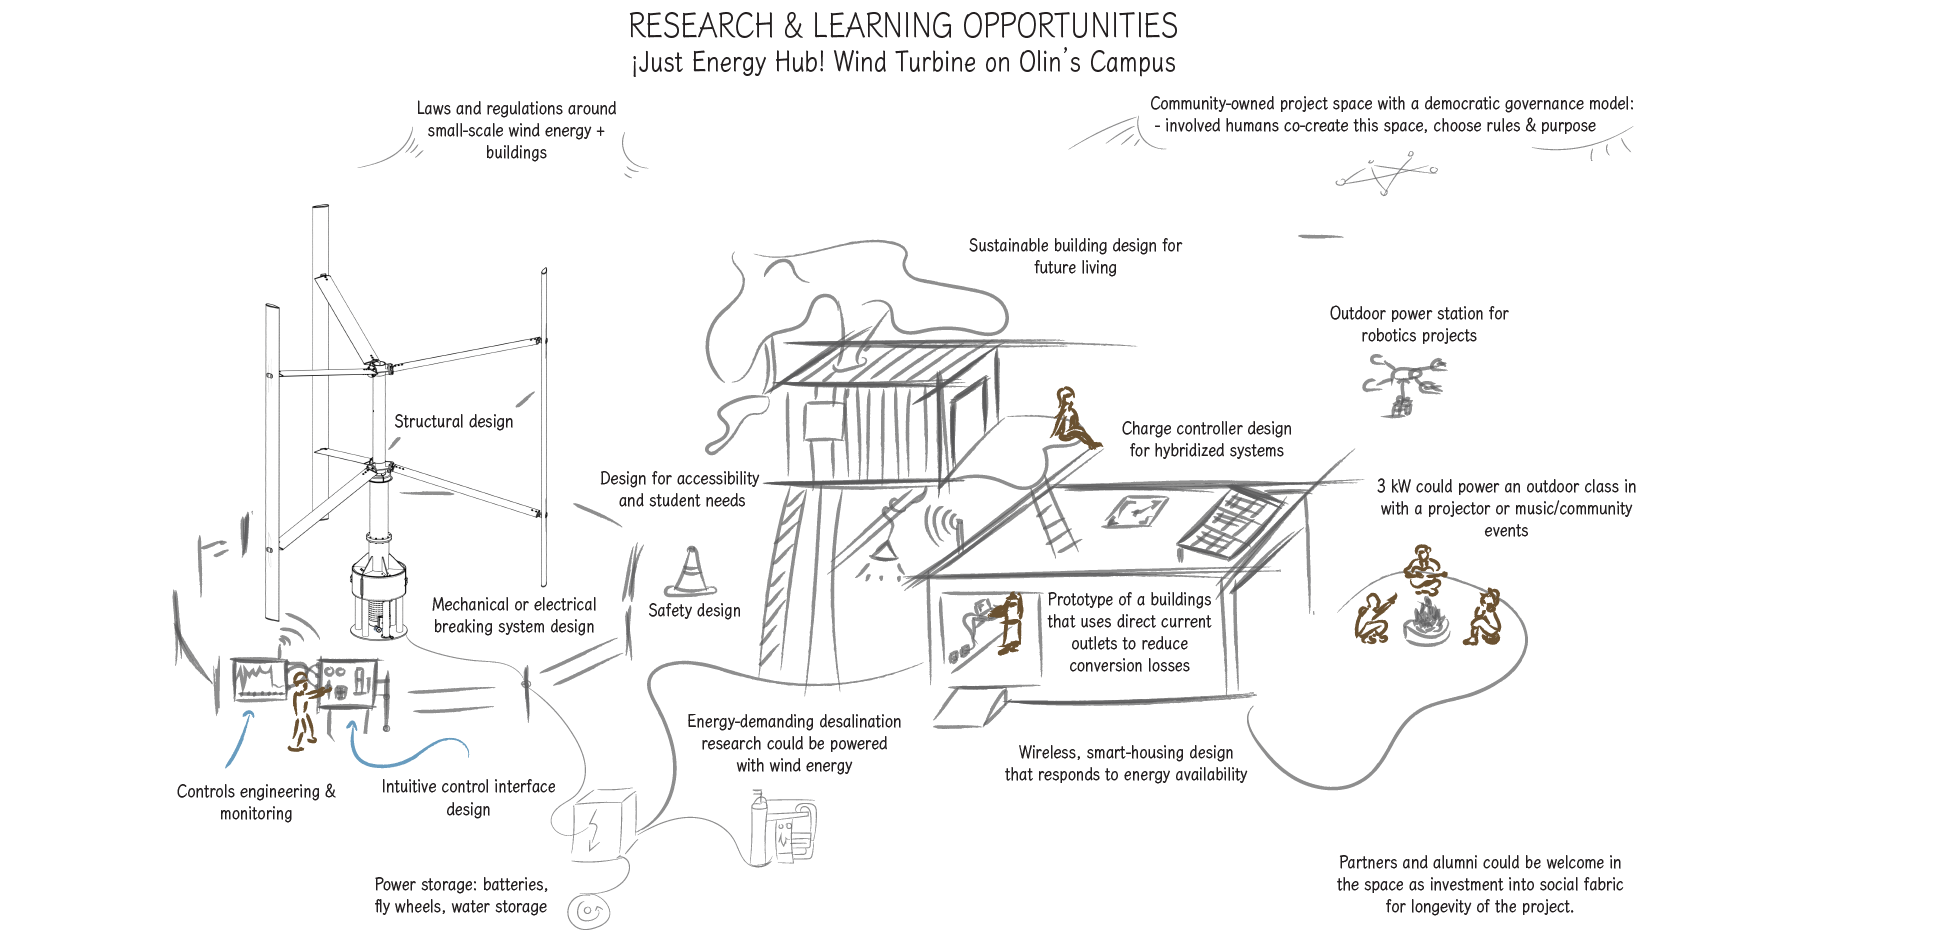 RESEARCH & LEARNING OPPORTUNITIES
¡Just Energy Hub! Wind Turbine on Olin's Campus
Laws and regulations around
small-scale wind energy +
buildings
Community-owned project space with a democratic governance model:
- involved humans co-create this space, choose rules & purpose
Sustainable building design for
future living
Outdoor power station for
robotics projects
Structural design
Charge controller design
for hybridized systems
Design for accessibility
and student needs
3 kW could power an outdoor class in
with a projector or music/community
events
Mechanical or electrical
breaking system design
Safety design
Prototype of a buildings
that uses direct current
outlets to reduce
conversion losses
Energy-demanding desalination
research could be powered
with wind energy
Wireless, smart-housing design
that responds to energy availability
Controls engineering &
monitoring
Intuitive control interface
design
Power storage: batteries,
fly wheels, water storage
Partners and alumni could be welcome in
the space as investment into social fabric
for longevity of the project.